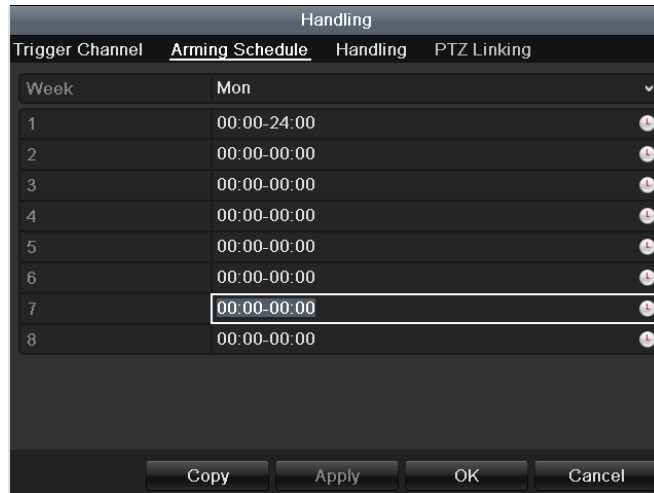 Handling
Trigger Channel Arming Schedule Handling PTZ Linking
Week Mon
1 00:00-24:00
2 00:00-00:00
3 00:00-00:00
4 00:00-00:00
5 00:00-00:00
6 00:00-00:00
7 00:00-00:00
8 00:00-00:00
Copy Apply OK Cancel